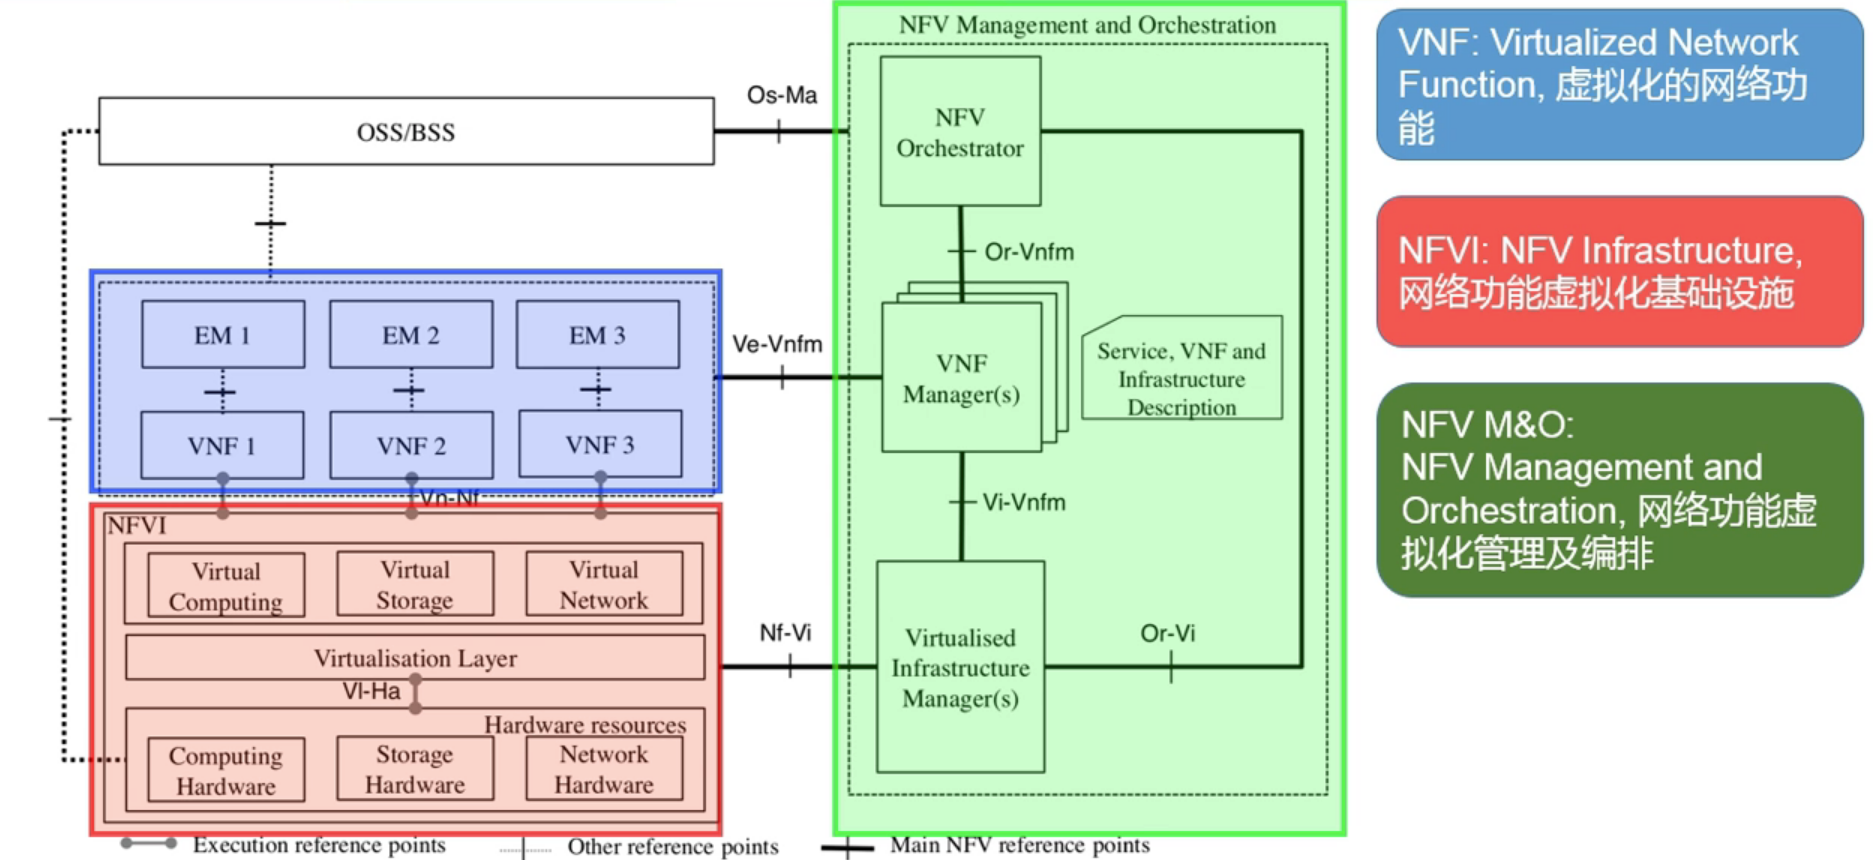 NFV Management and Orchestration
Os-Ma
OSS/BSS
NFV
Orchestrator
Or-Vnfm
EM 1
EM 2
EM 3
Ve-Vnfm
VNF
Manager(s)
Service, VNF and
Infrastructure
Description
VNF 1
VNF 2
VNF 3
Vn-Nf
Vi-Vnfm
NFVI
Virtual
Computing
Virtual
Storage
Virtual
Network
Virtualisation Layer
Nf-Vi
Virtualised
Infrastructure
Manager(s)
Or-Vi
Vl-Ha
Hardware resources
Computing
Hardware
Storage
Hardware
Network
Hardware
Execution reference points
Other reference points
Main NFV reference points
VNF: Virtualized Network
Function, 虚拟化的网络功
能
NFVI: NFV Infrastructure,
网络功能虚拟化基础设施
NFV M&O:
NFV Management and
Orchestration, 网络功能虚
拟化管理及编排